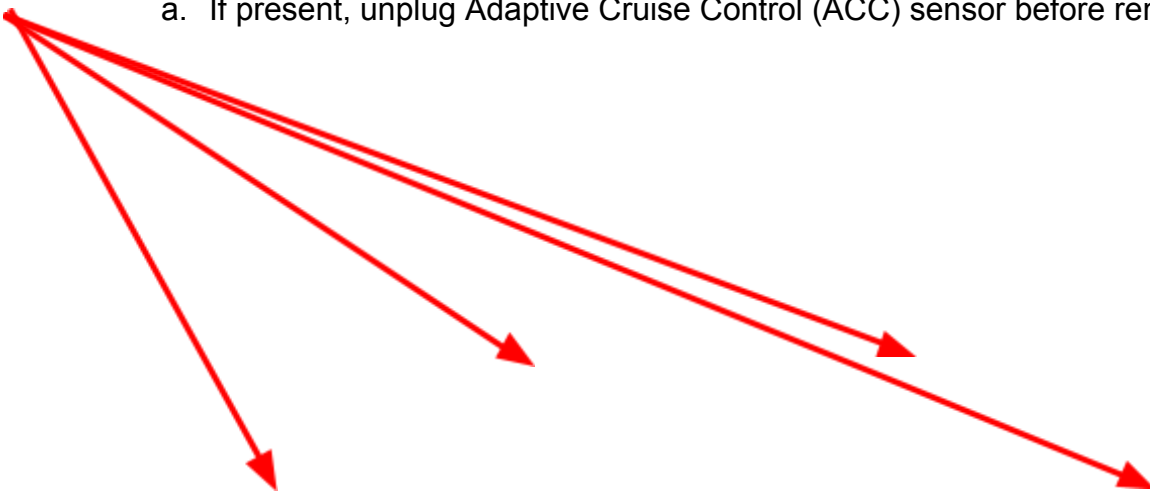 a. If present, unplug Adaptive Cruise Control (ACC) sensor before